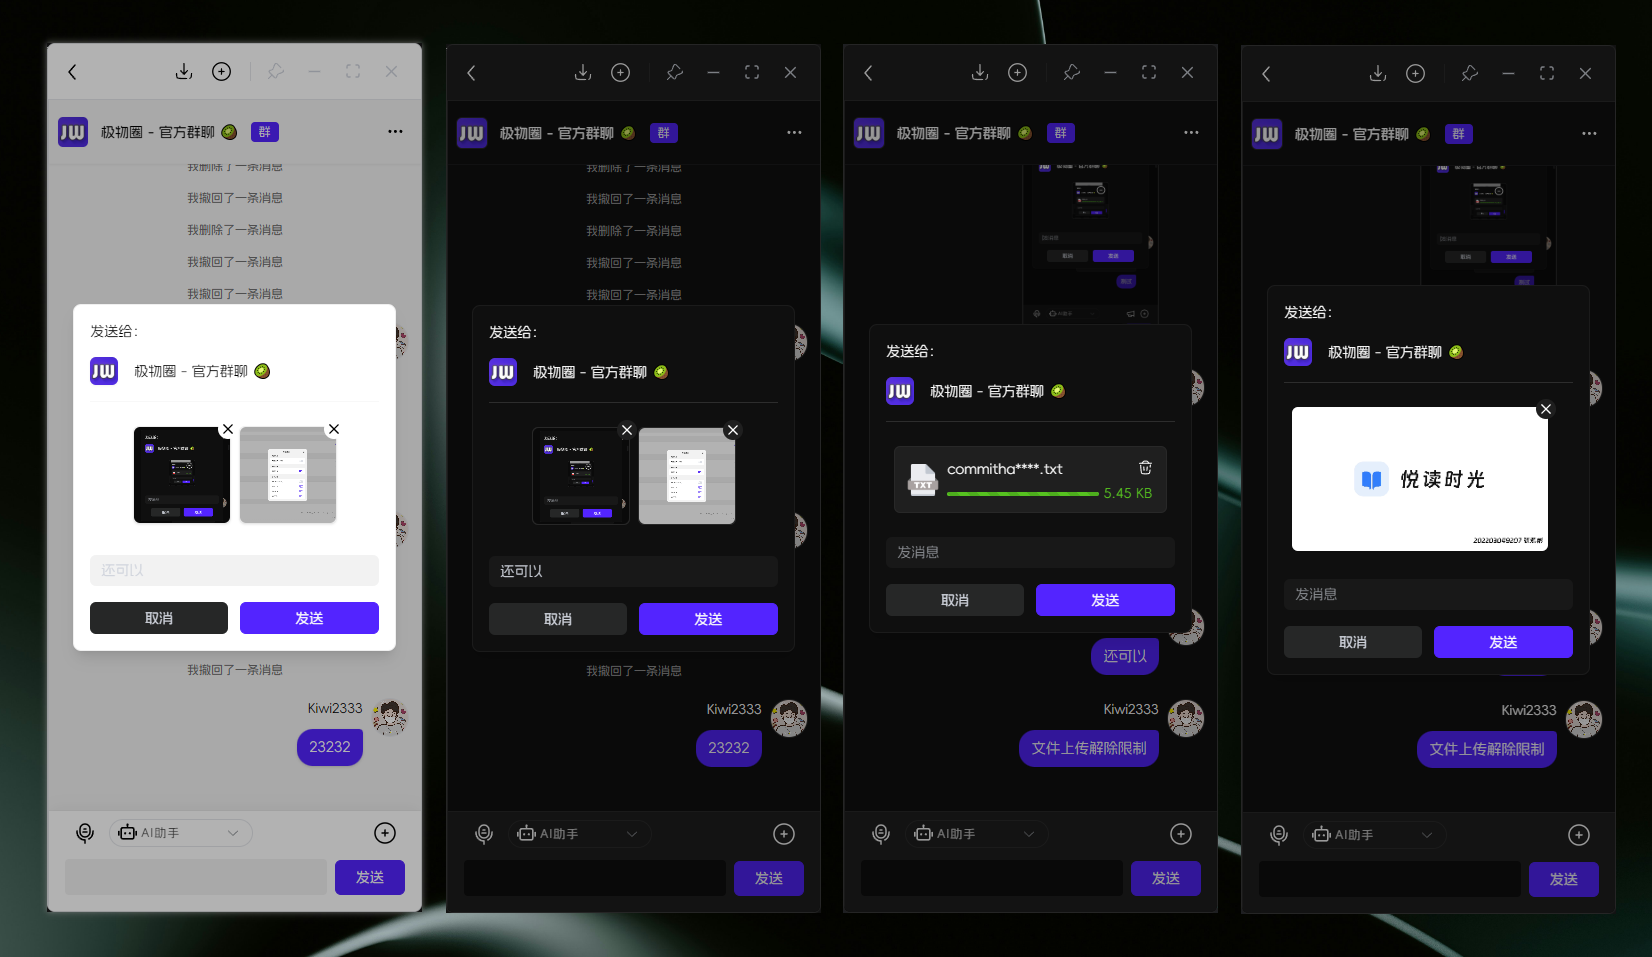 JW 极物圈 - 官方群聊 群
我删除了一条消息
我撤回了一条消息
我删除了一条消息
我撤回了一条消息
我撤回了一条消息
发送给:
JW 极物圈 - 官方群聊
还可以
取消 发送
我撤回了一条消息
Kiwi2333
23232
AI助手
发送
JW 极物圈 - 官方群聊 群
我删除了一条消息
我撤回了一条消息
我删除了一条消息
我撤回了一条消息
我撤回了一条消息
发送给:
JW 极物圈 - 官方群聊
还可以
取消 发送
我撤回了一条消息
Kiwi2333
23232
AI助手
发送
JW 极物圈 - 官方群聊 群
取消 发送
发送给:
JW 极物圈 - 官方群聊
TXT commitha****.txt
5.45 KB
发消息
取消 发送
还可以
Kiwi2333
文件上传解除限制
AI助手
发送
JW 极物圈 - 官方群聊 群
取消 发送
发送给:
JW 极物圈 - 官方群聊
悦读时光
发消息
取消 发送
Kiwi2333
文件上传解除限制
AI助手
发送